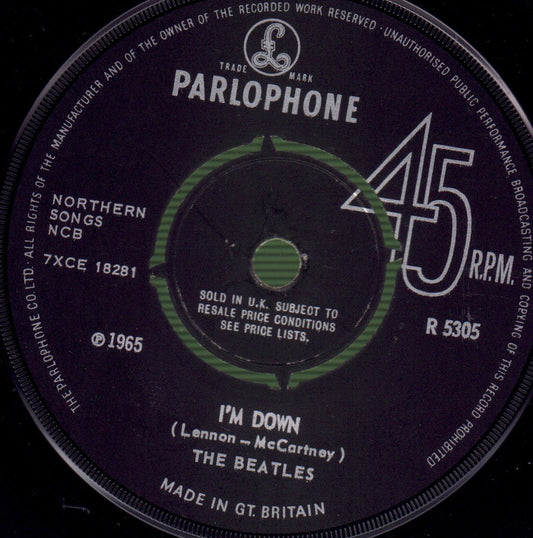 THE PARLOPHONE CO. LTD. · ALL RIGHTS OF THE MANUFACTURER AND OF THE OWNER OF THE RECORDED WORK RESERVED · UNAUTHORISED PUBLIC PERFORMANCE, BROADCASTING AND COPYING OF THIS RECORD PROHIBITED
£
TRADE MARK
PARLOPHONE
45
R.P.M.
NORTHERN
SONGS
NCB
7XCE 18281
SOLD IN U.K. SUBJECT TO
RESALE PRICE CONDITIONS
SEE PRICE LISTS.
R 5305
℗ 1965
I'M DOWN
(Lennon – McCartney)
THE BEATLES
MADE IN GT. BRITAIN